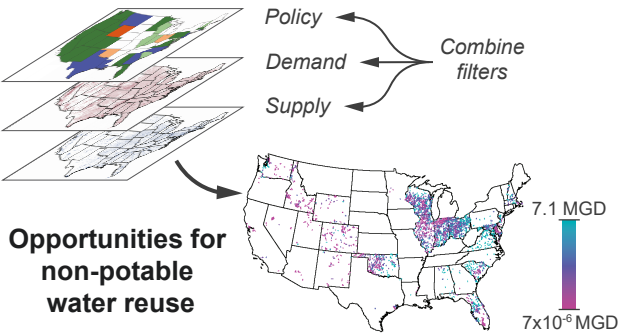 Policy
Demand
Supply
Combine
filters
Opportunities for
non-potable
water reuse
7.1 MGD
7x10⁻⁶ MGD